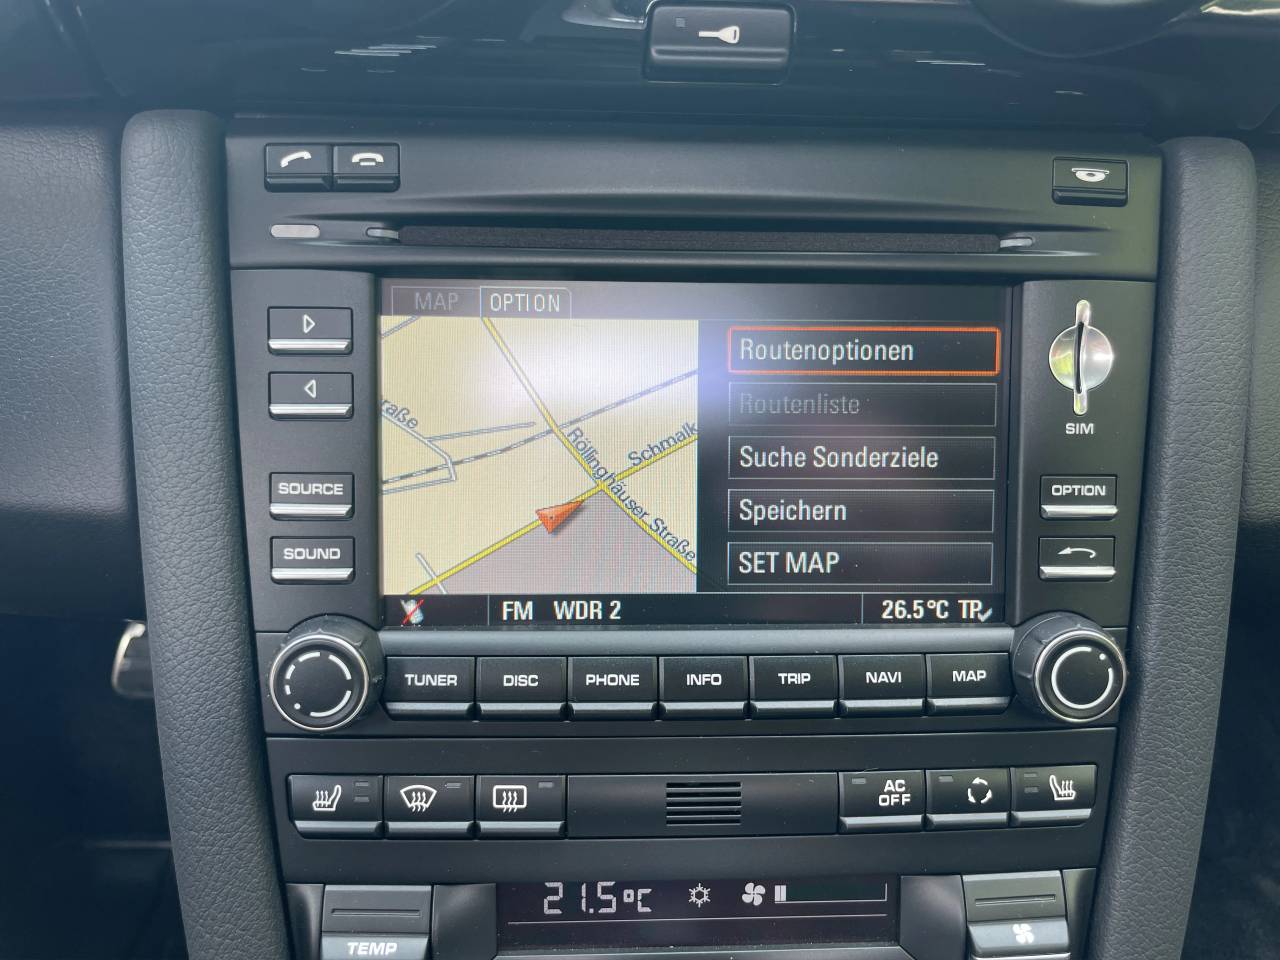 MAP OPTION
Routenoptionen
Routenliste
Suche Sonderziele
Speichern
SET MAP
raße
Röllinghäuser Straße
Schmalk
FM WDR 2
26.5°C TP
SIM
SOURCE
OPTION
SOUND
TUNER DISC PHONE INFO TRIP NAVI MAP
AC
OFF
21.5°C
TEMP